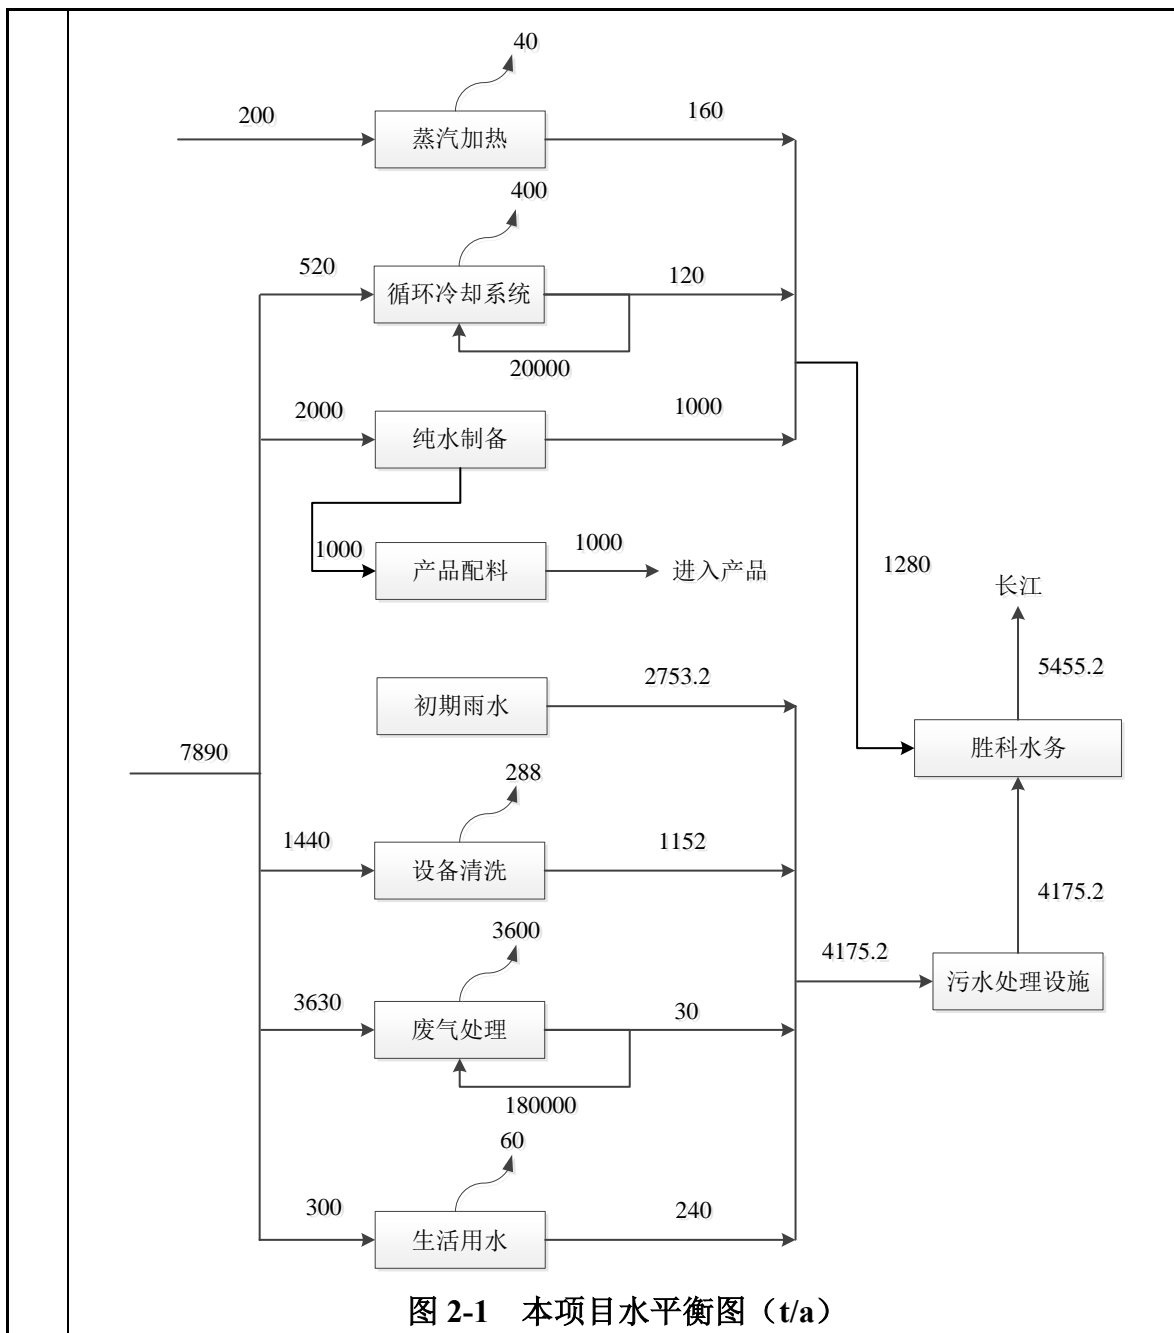 40
200
蒸汽加热
160
400
520
循环冷却系统
120
20000
2000
纯水制备
1000
1000
产品配料
1000
进入产品
1280
长江
5455.2
初期雨水
2753.2
胜科水务
7890
288
1440
设备清洗
1152
4175.2
3600
3630
废气处理
30
4175.2
污水处理设施
180000
60
300
生活用水
240
图 2-1 本项目水平衡图（t/a）